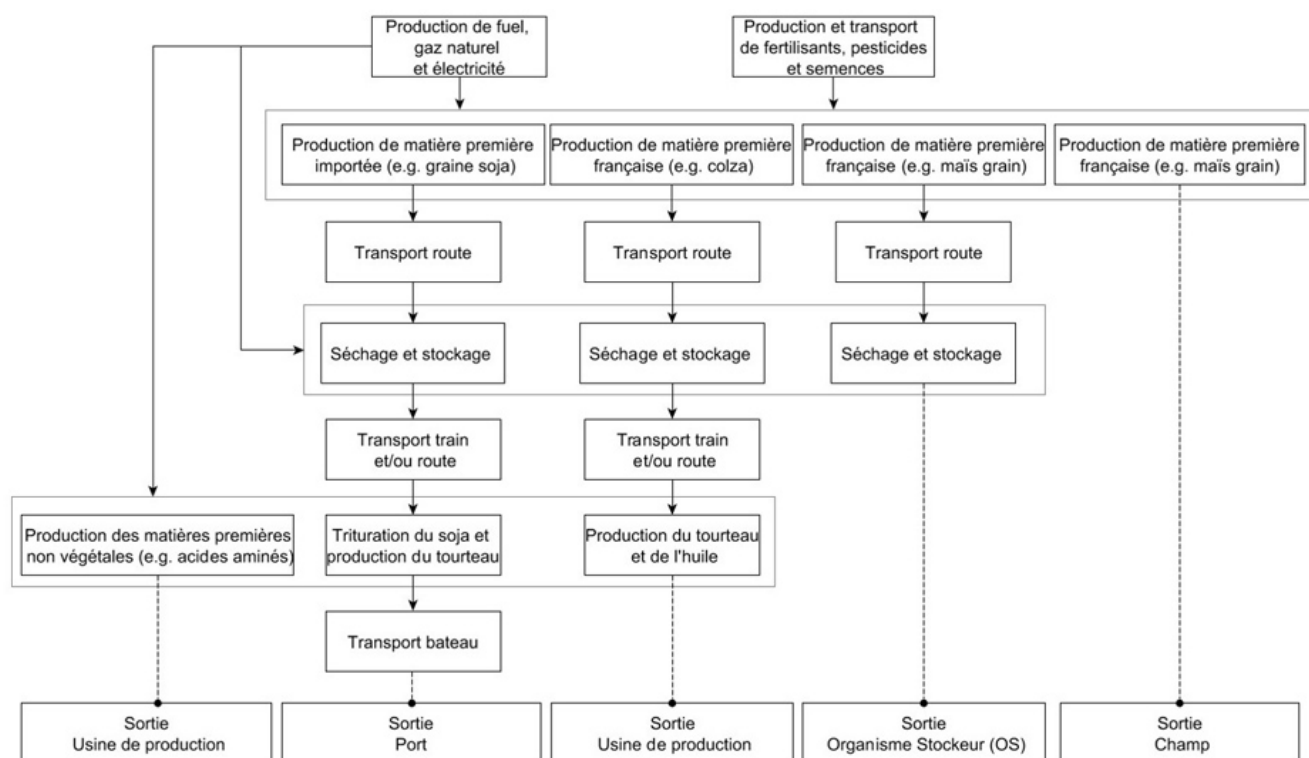 Production de fuel,
gaz naturel
et électricité
Production et transport
de fertilisants, pesticides
et semences
Production de matière première
importée (e.g. graine soja)
Production de matière première
française (e.g. colza)
Production de matière première
française (e.g. maïs grain)
Production de matière première
française (e.g. maïs grain)
Transport route
Transport route
Transport route
Séchage et stockage
Séchage et stockage
Séchage et stockage
Transport train
et/ou route
Transport train
et/ou route
Production des matières premières
non végétales (e.g. acides aminés)
Trituration du soja et
production du tourteau
Production du tourteau
et de l'huile
Transport bateau
Sortie
Usine de production
Sortie
Port
Sortie
Usine de production
Sortie
Organisme Stockeur (OS)
Sortie
Champ